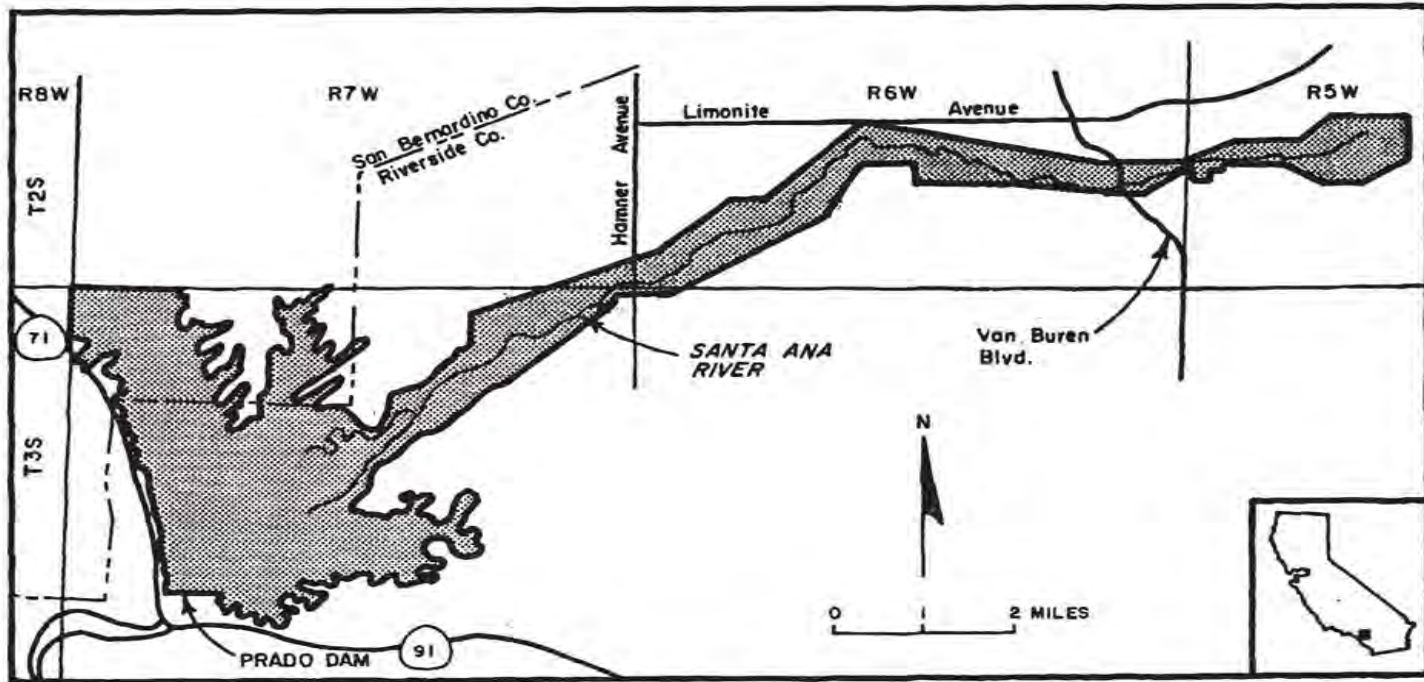 R8W
R7W
R6W
R5W
San Bernardino Co.
Riverside Co.
Hamner Avenue
Limonite Avenue
T2S
71
SANTA ANA
RIVER
Van Buren
Blvd.
T3S
N
0 1 2 MILES
PRADO DAM
91